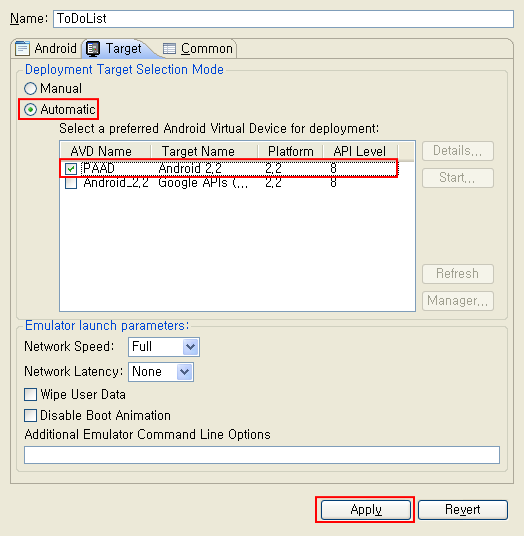 Name: ToDoList
Android Target Common
Deployment Target Selection Mode
Manual
Automatic
Select a preferred Android Virtual Device for deployment:
AVD Name Target Name Platform API Level
PAAD Android 2.2 2.2 8
Android_2.2 Google APIs (... 2.2 8
Details...
Start...
Refresh
Manager...
Emulator launch parameters:
Network Speed: Full
Network Latency: None
Wipe User Data
Disable Boot Animation
Additional Emulator Command Line Options
Apply Revert